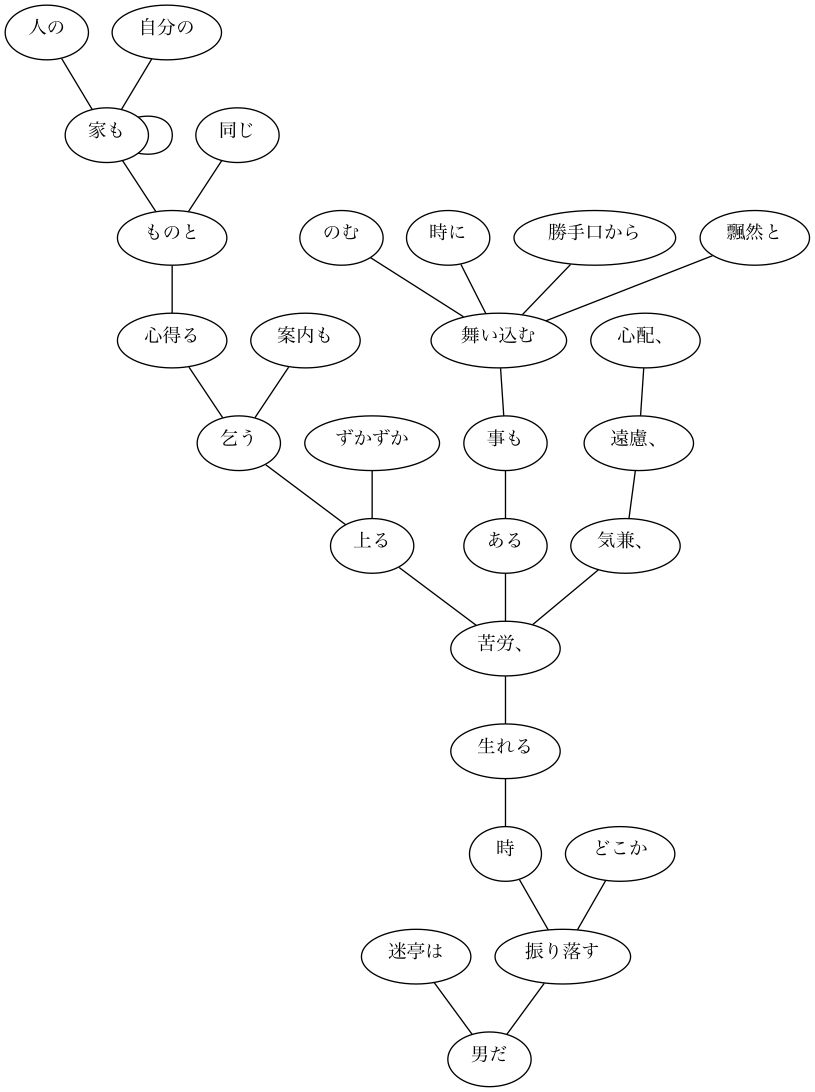 人の
自分の
家も
同じ
ものと
のむ
時に
勝手口から
飄然と
心得る
案内も
舞い込む
心配、
乞う
ずかずか
事も
遠慮、
上る
ある
気兼、
苦労、
生れる
時
どこか
迷亭は
振り落す
男だ